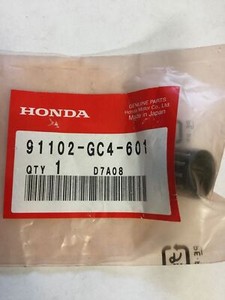 GENUINE PARTS
Honda Motor Co., Ltd.
Made in Japan
HONDA
91102-GC4-601
QTY 1 D7A08